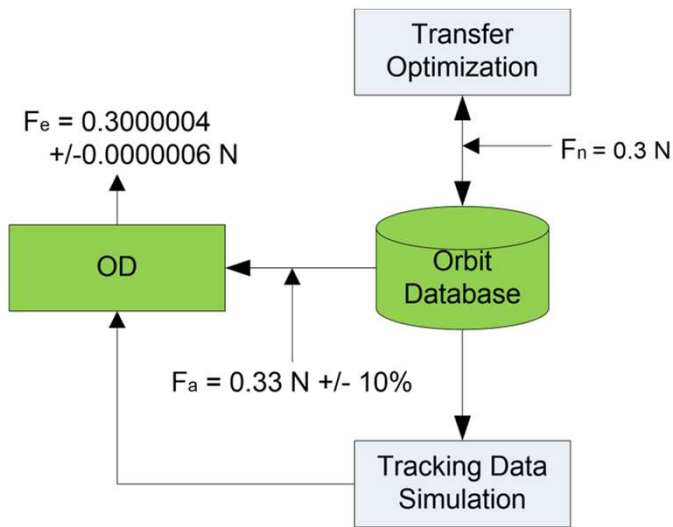 Transfer
Optimization
Fe = 0.3000004
+/-0.0000006 N
Fn = 0.3 N
OD
Orbit
Database
Fa = 0.33 N +/- 10%
Tracking Data
Simulation